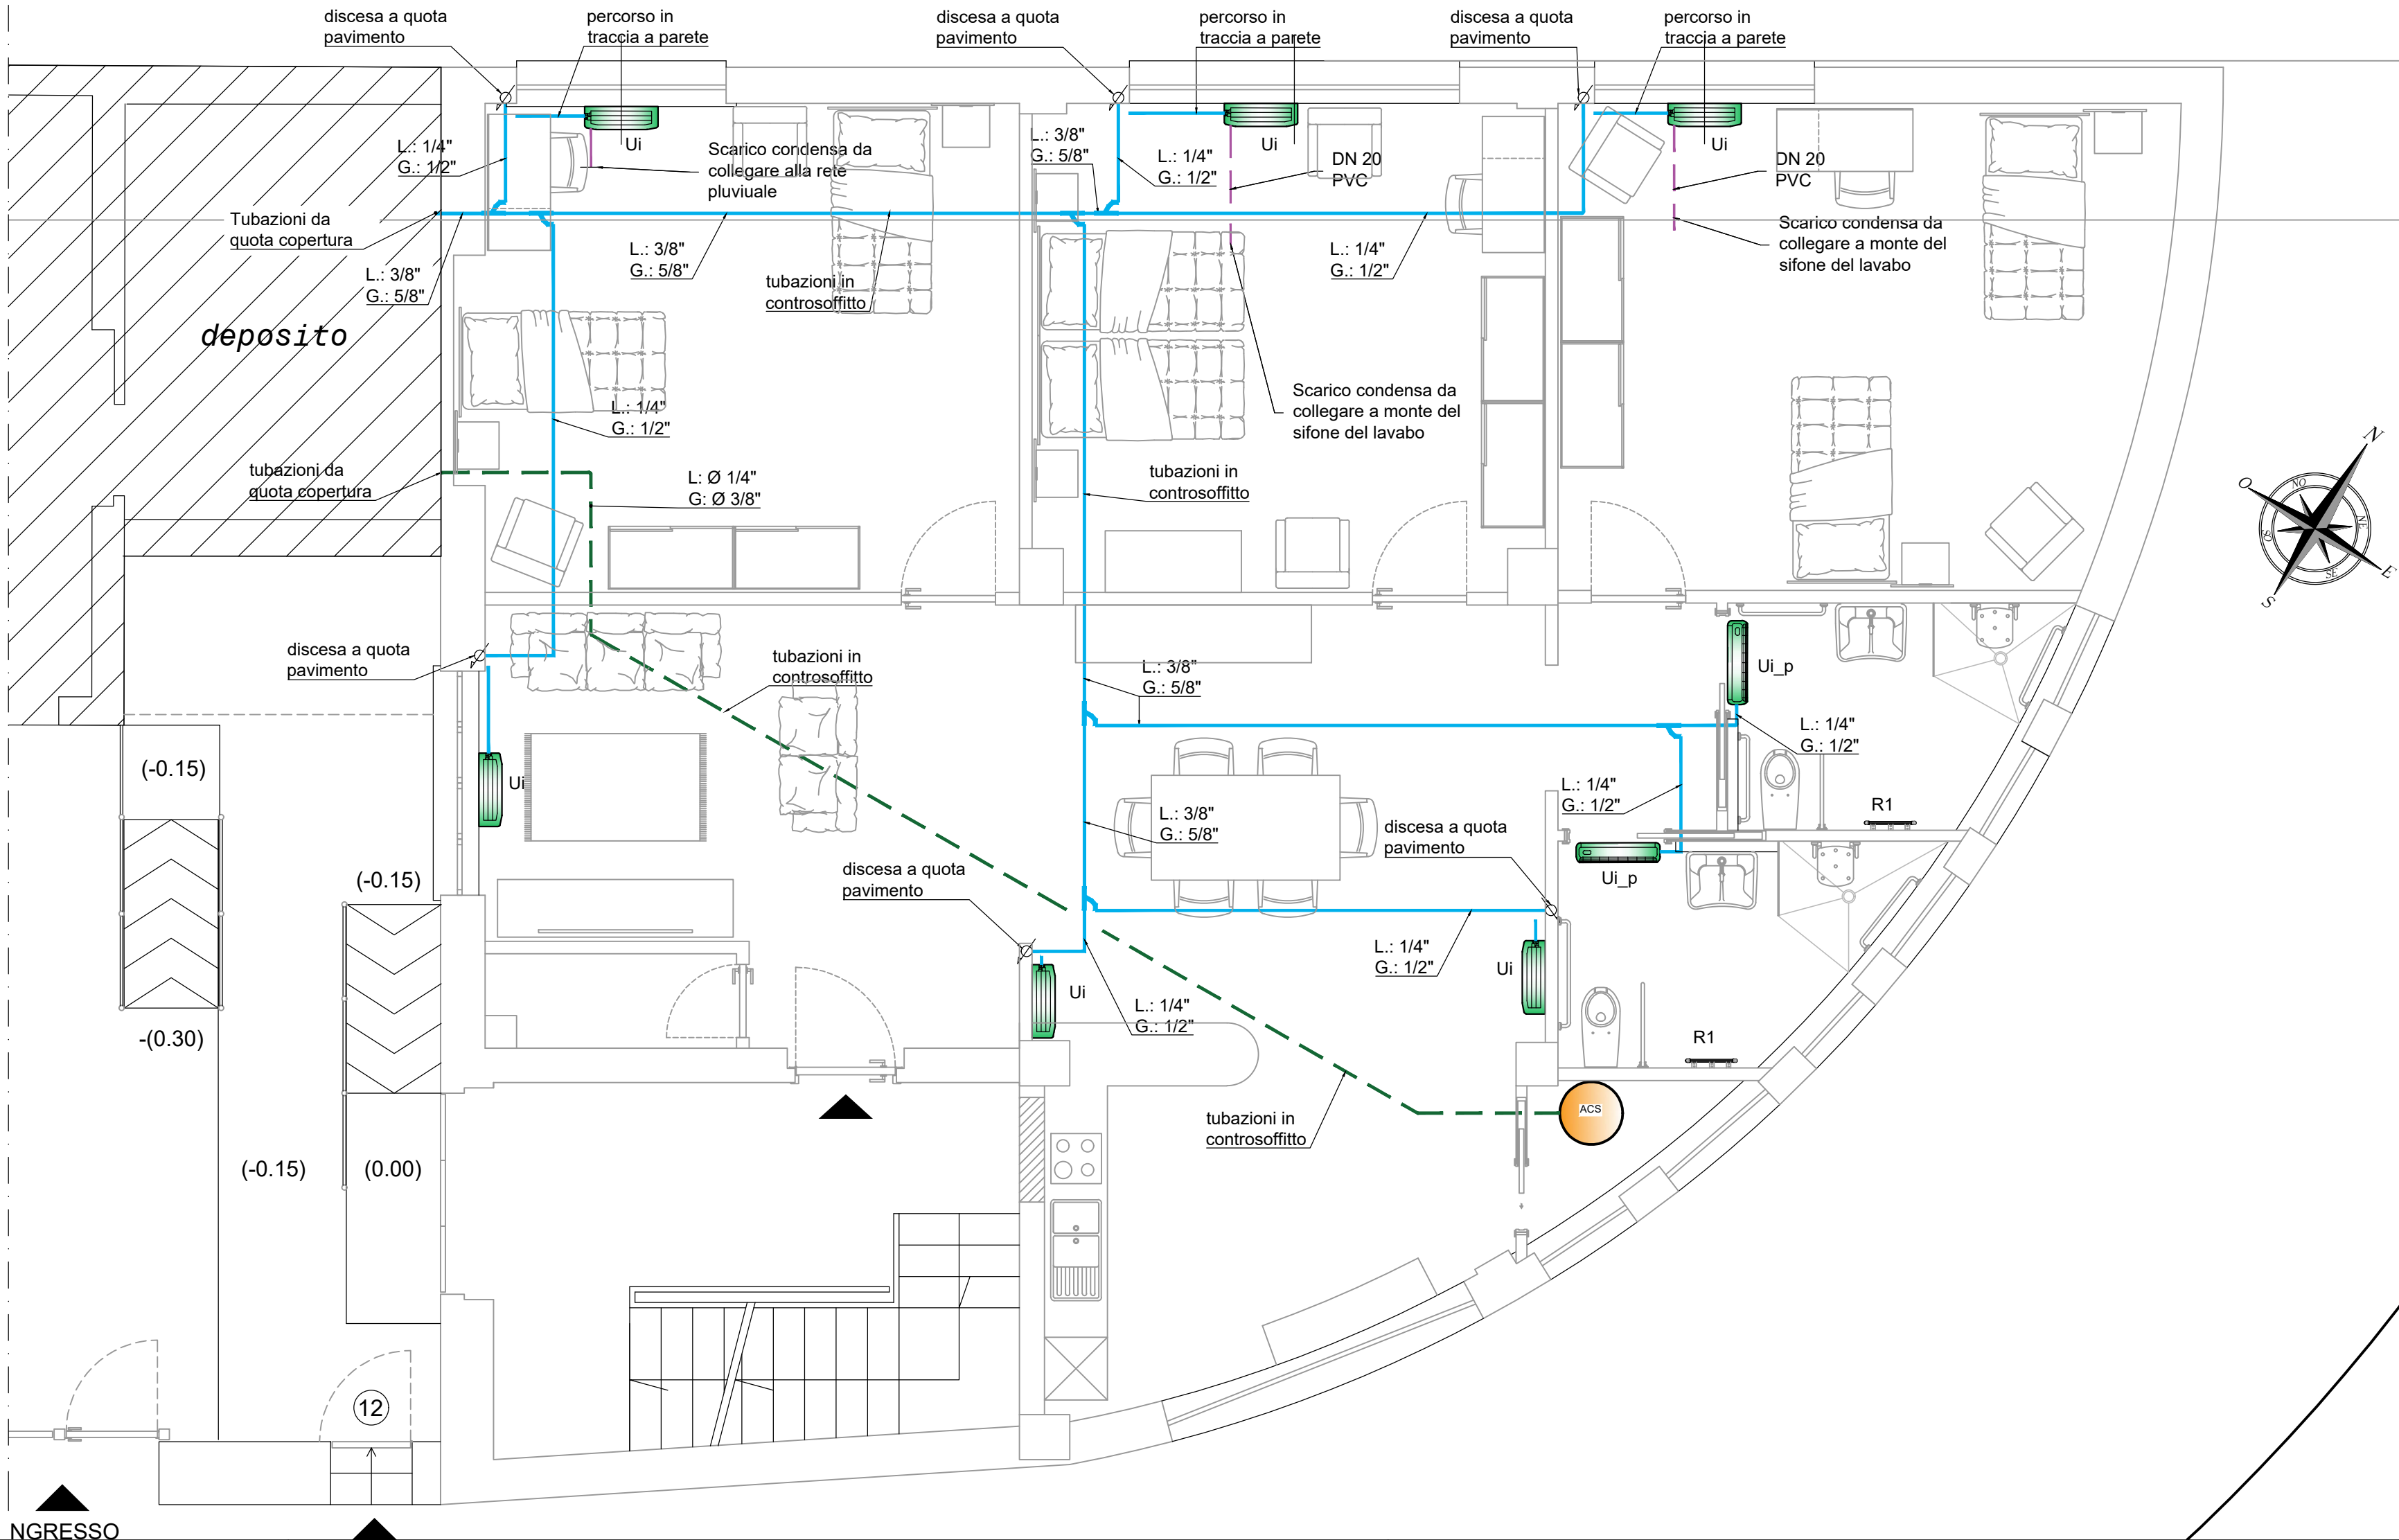 discesa a quota
pavimento
percorso in
traccia a parete
discesa a quota
pavimento
percorso in
traccia a parete
discesa a quota
pavimento
percorso in
traccia a parete
L.: 1/4"
G.: 1/2"
Ui
Scarico condensa da
collegare alla rete
pluviuale
L.: 3/8"
G.: 5/8"
L.: 1/4"
G.: 1/2"
Ui
DN 20
PVC
Ui
DN 20
PVC
Tubazioni da
quota copertura
L.: 3/8"
G.: 5/8"
L.: 3/8"
G.: 5/8"
tubazioni in
controsoffitto
L.: 1/4"
G.: 1/2"
Scarico condensa da
collegare a monte del
sifone del lavabo
deposito
L.: 1/4"
G.: 1/2"
Scarico condensa da
collegare a monte del
sifone del lavabo
tubazioni da
quota copertura
L: Ø 1/4"
G: Ø 3/8"
tubazioni in
controsoffitto
N
NO
O
NE
SO
E
SE
S
discesa a quota
pavimento
tubazioni in
controsoffitto
L.: 3/8"
G.: 5/8"
Ui_p
L.: 1/4"
G.: 1/2"
(-0.15)
Ui
L.: 1/4"
G.: 1/2"
R1
L.: 3/8"
G.: 5/8"
discesa a quota
pavimento
(-0.15)
discesa a quota
pavimento
Ui_p
L.: 1/4"
G.: 1/2"
Ui
Ui
L.: 1/4"
G.: 1/2"
-(0.30)
R1
ACS
tubazioni in
controsoffitto
(-0.15)
(0.00)
12
NGRESSO